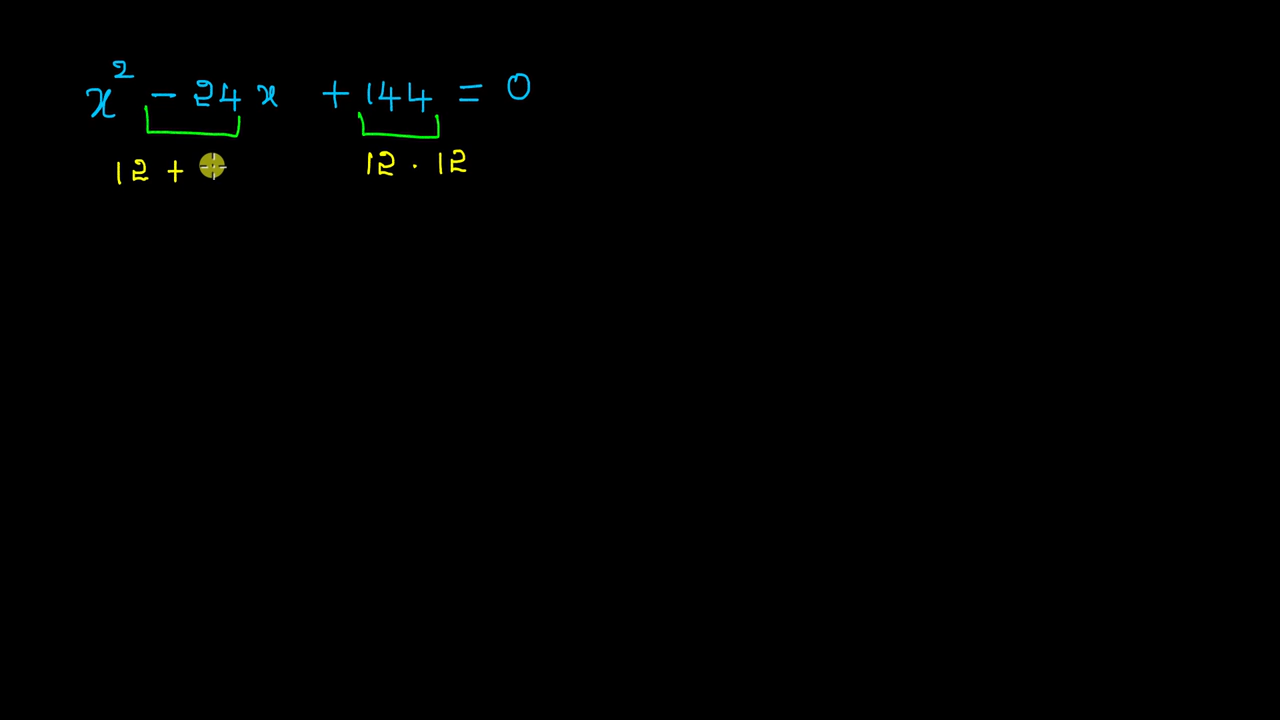 x² - 24x + 144 = 0
12 + 12 · 12